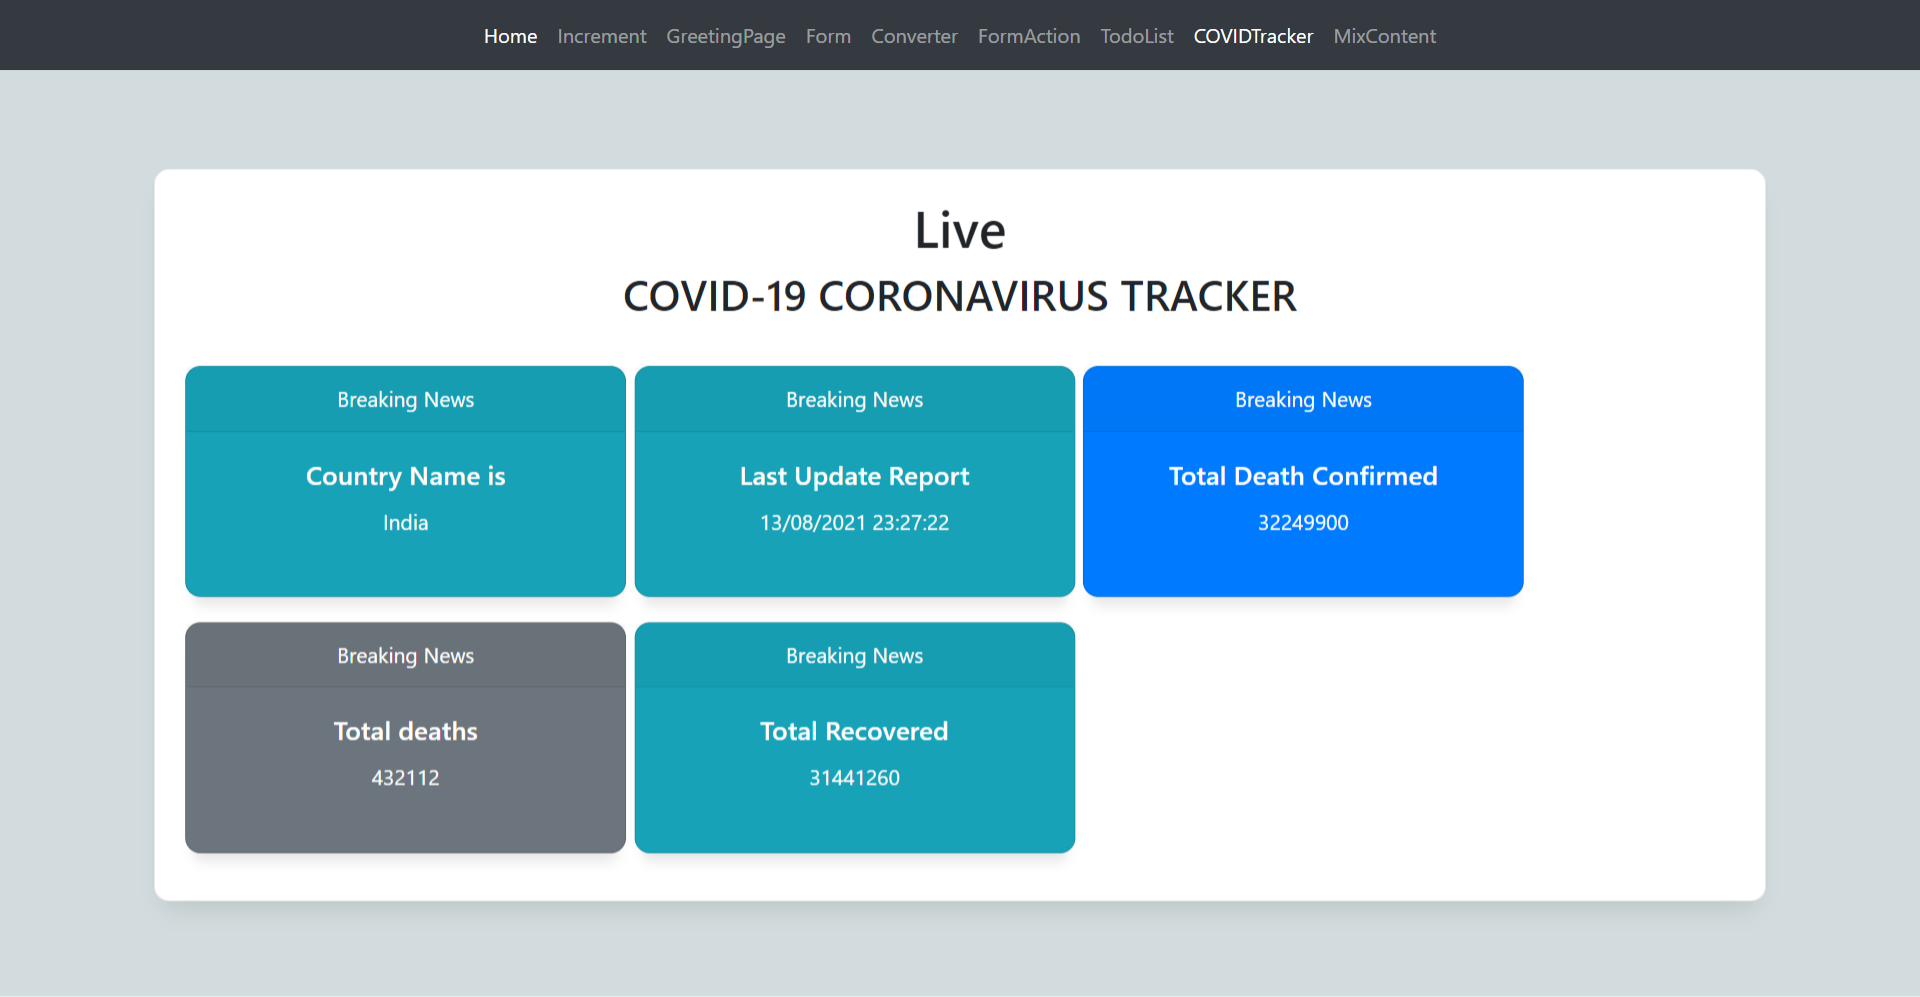 Home Increment GreetingPage Form Converter FormAction TodoList COVIDTracker MixContent
Live
COVID-19 CORONAVIRUS TRACKER
Breaking News
Country Name is
India
Breaking News
Last Update Report
13/08/2021 23:27:22
Breaking News
Total Death Confirmed
32249900
Breaking News
Total deaths
432112
Breaking News
Total Recovered
31441260